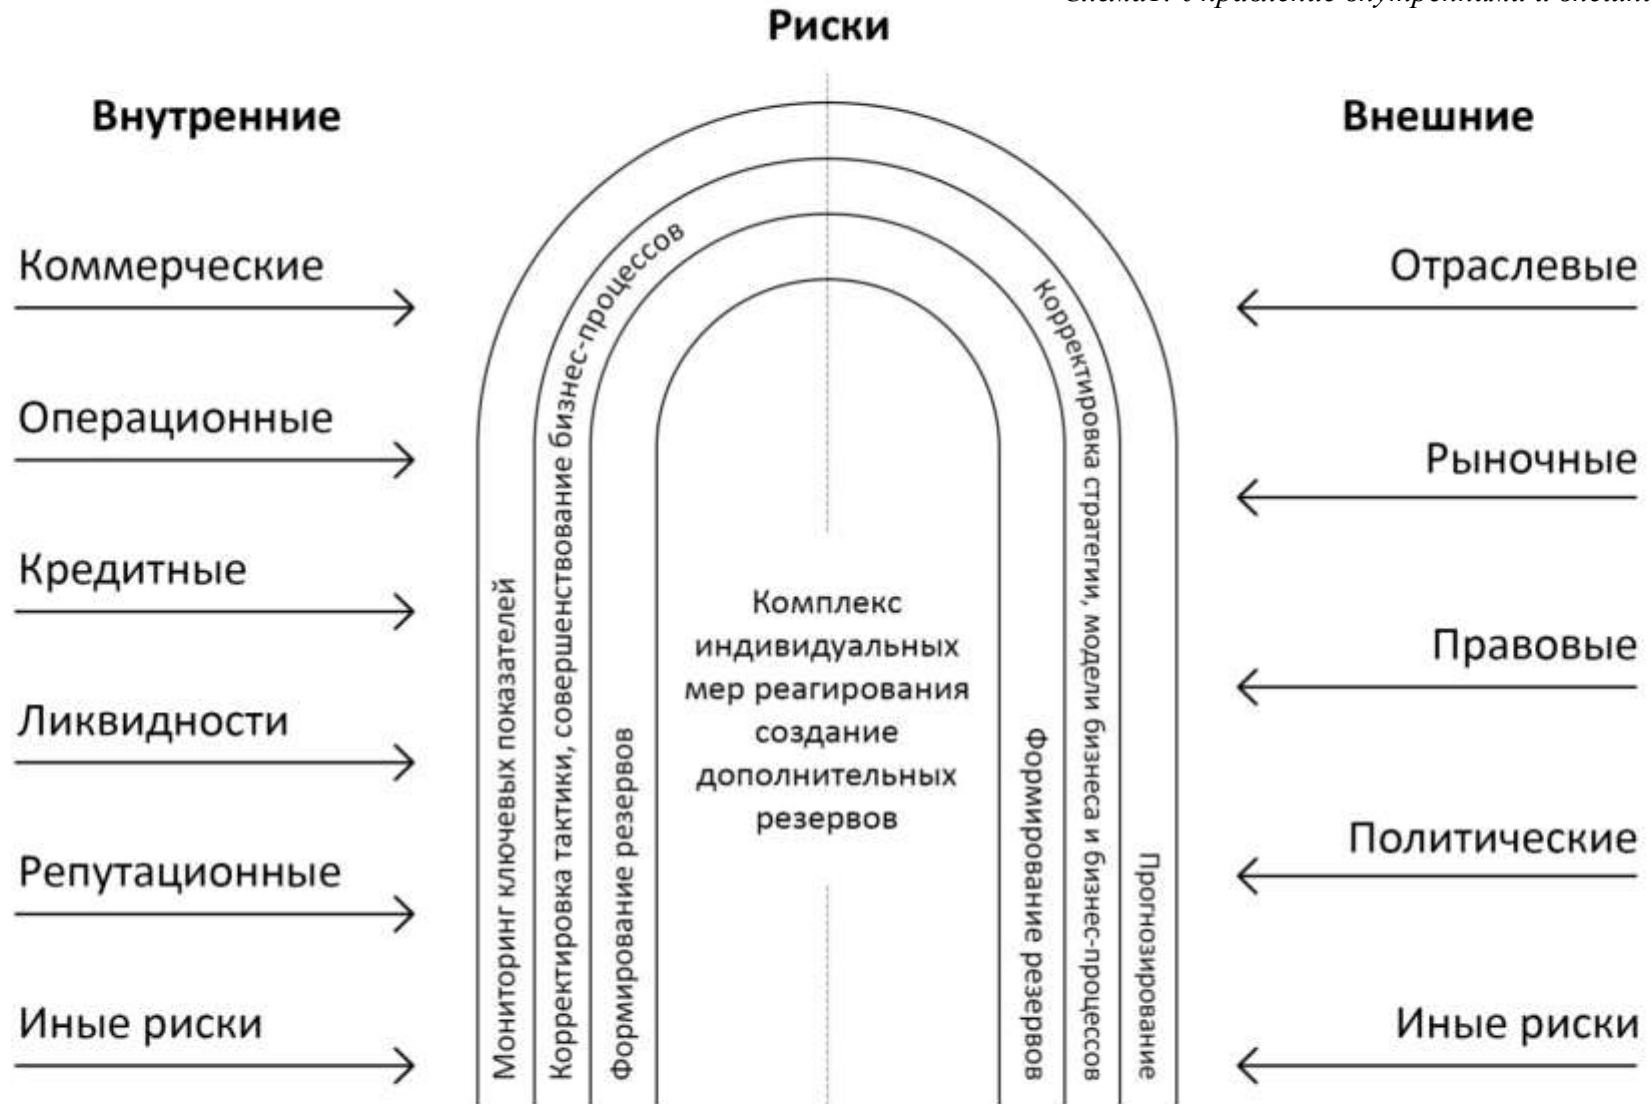 Риски
Внутренние
Внешние
Коммерческие
Операционные
Кредитные
Ликвидности
Репутационные
Иные риски
Мониторинг ключевых показателей
Корректировка тактики, совершенствование бизнес-процессов
Формирование резервов
Комплекс
индивидуальных
мер реагирования
создание
дополнительных
резервов
Формирование резервов
Корректировка стратегии, модели бизнеса и бизнес-процессов
Прогнозирование
Отраслевые
Рыночные
Правовые
Политические
Иные риски